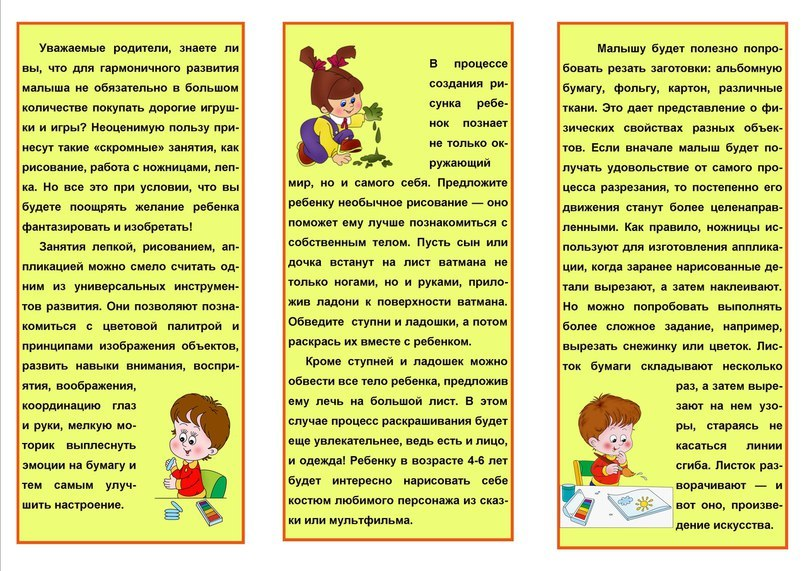 Уважаемые родители, знаете ли
вы, что для гармоничного развития
малыша не обязательно в большом
количестве покупать дорогие игруш-
ки и игры? Неоценимую пользу при-
несут такие «скромные» занятия, как
рисование, работа с ножницами, леп-
ка. Но все это при условии, что вы
будете поощрять желание ребенка
фантазировать и изобретать!
Занятия лепкой, рисованием, ап-
пликацией можно смело считать од-
ним из универсальных инструмен-
тов развития. Они позволяют позна-
комиться с цветовой палитрой и
принципами изображения объектов,
развить навыки внимания, воспри-
ятия, воображения,
координацию глаз
и руки, мелкую мо-
торик выплеснуть
эмоции на бумагу и
тем самым улуч-
шить настроение.
В процессе
создания ри-
сунка ребе-
нок познает
не только ок-
ружающий
мир, но и самого себя. Предложите
ребенку необычное рисование — оно
поможет ему лучше познакомиться с
собственным телом. Пусть сын или
дочка встанут на лист ватмана не
только ногами, но и руками, прило-
жив ладони к поверхности ватмана.
Обведите ступни и ладошки, а потом
раскрась их вместе с ребенком.
Кроме ступней и ладошек можно
обвести все тело ребенка, предложив
ему лечь на большой лист. В этом
случае процесс раскрашивания будет
еще увлекательнее, ведь есть и лицо,
и одежда! Ребенку в возрасте 4-6 лет
будет интересно нарисовать себе
костюм любимого персонажа из сказ-
ки или мультфильма.
Малышу будет полезно попро-
бовать резать заготовки: альбомную
бумагу, фольгу, картон, различные
ткани. Это дает представление о фи-
зических свойствах разных объек-
тов. Если вначале малыш будет по-
лучать удовольствие от самого про-
цесса разрезания, то постепенно его
движения станут более целенаправ-
ленными. Как правило, ножницы ис-
пользуют для изготовления апплика-
ции, когда заранее нарисованные де-
тали вырезают, а затем наклеивают.
Но можно попробовать выполнять
более сложное задание, например,
вырезать снежинку или цветок. Лис-
ток бумаги складывают несколько
раз, а затем выре-
зают на нем узо-
ры, стараясь не
касаться линии
сгиба. Листок раз-
ворачивают — и
вот оно, произве-
дение искусства.